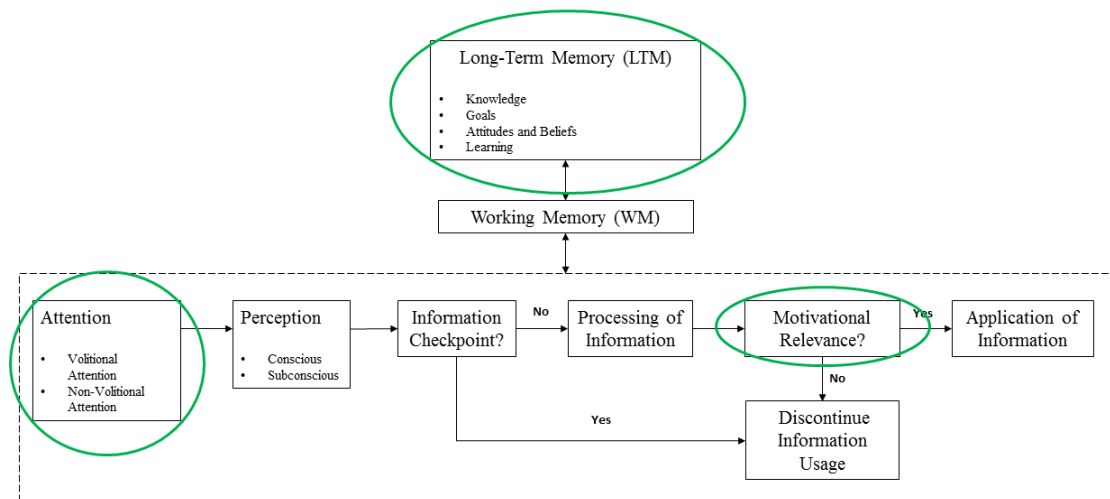 Long-Term Memory (LTM)
• Knowledge
• Goals
• Attitudes and Beliefs
• Learning
Working Memory (WM)
Attention
• Volitional
Attention
• Non-Volitional
Attention
Perception
• Conscious
• Subconscious
Information
Checkpoint?
No
Processing of
Information
Motivational
Relevance?
Yes
Application of
Information
No
Yes
Discontinue
Information
Usage